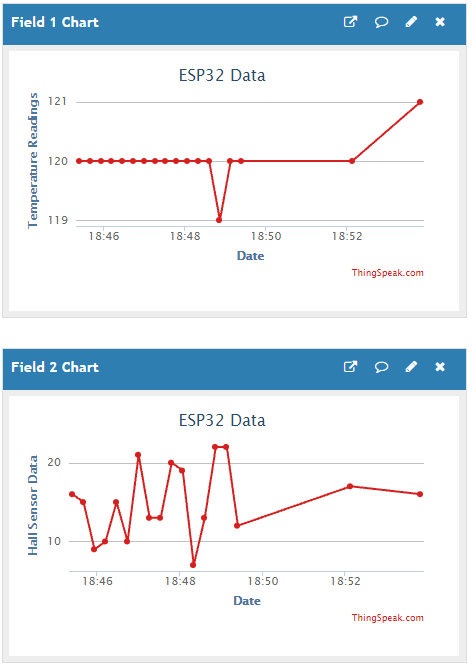 Field 1 Chart
ESP32 Data
Temperature Readings
121
120
119
18:46 18:48 18:50 18:52
Date
ThingSpeak.com
Field 2 Chart
ESP32 Data
Hall Sensor Data
20
10
18:46 18:48 18:50 18:52
Date
ThingSpeak.com